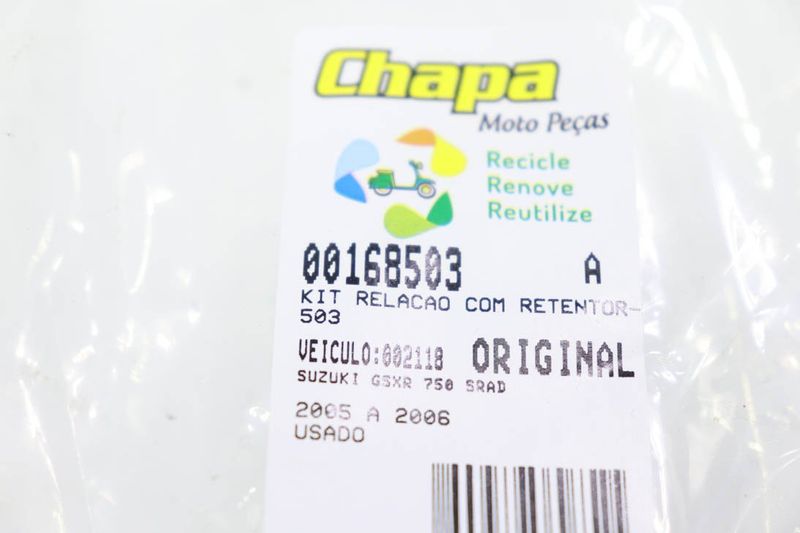 Chapa
Moto Peças
Recicle
Renove
Reutilize
00168503 A
KIT RELACAO COM RETENTOR-
503
VEICULO:002118 ORIGINAL
SUZUKI GSXR 750 SRAD
2005 A 2006
USADO